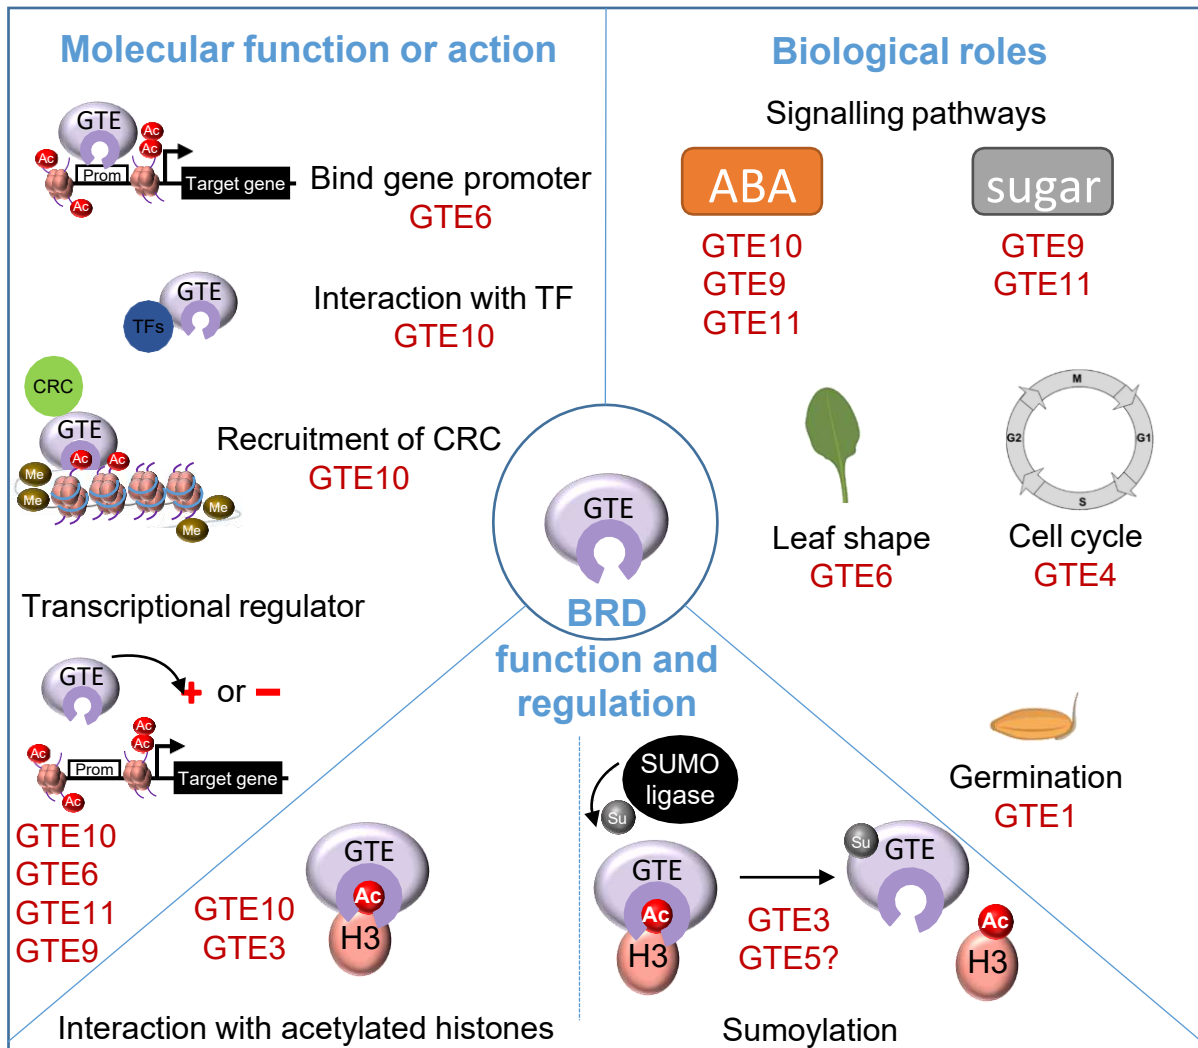 Molecular function or action
GTE
Ac
Ac
Ac
Prom
Target gene
Ac
Bind gene promoter
GTE6
GTE
TFs
Interaction with TF
GTE10
CRC
GTE
Ac
Ac
Me
Me
Me
Me
Recruitment of CRC
GTE10
Transcriptional regulator
GTE
+ or −
Ac
Ac
Ac
Prom
Target gene
Ac
GTE10
GTE6
GTE11
GTE9
Biological roles
Signalling pathways
ABA
GTE10
GTE9
GTE11
sugar
GTE9
GTE11
Leaf shape
GTE6
M
G1
S
G2
Cell cycle
GTE4
Germination
GTE1
GTE
BRD
function and
regulation
GTE
Ac
H3
GTE10
GTE3
Interaction with acetylated histones
SUMO
ligase
Su
GTE
Ac
H3
GTE3
GTE5?
Su
GTE
Ac
H3
Sumoylation